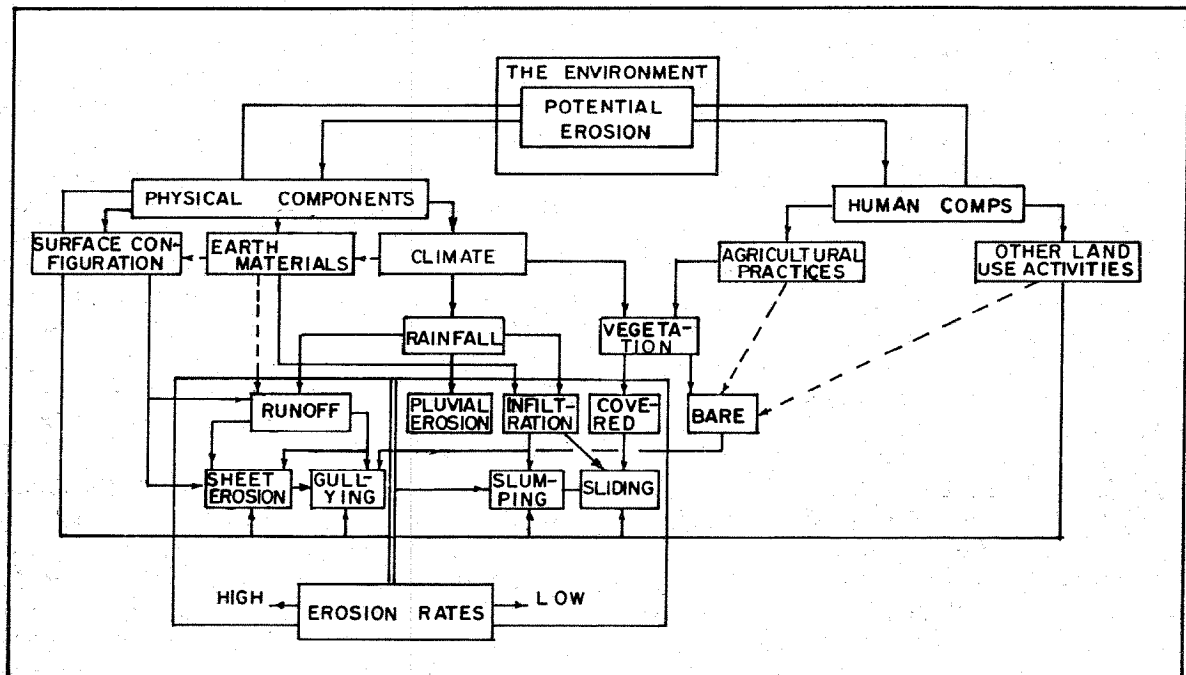 THE ENVIRONMENT
POTENTIAL
EROSION
PHYSICAL COMPONENTS
HUMAN COMPS
SURFACE CON-
FIGURATION
EARTH
MATERIALS
CLIMATE
AGRICULTURAL
PRACTICES
OTHER LAND
USE ACTIVITIES
RAINFALL
VEGETA-
TION
RUNOFF
PLUVIAL
EROSION
INFILT-
RATION
COVE-
RED
BARE
SHEET
EROSION
GULL-
YING
SLUM-
PING
SLIDING
HIGH
EROSION RATES
LOW